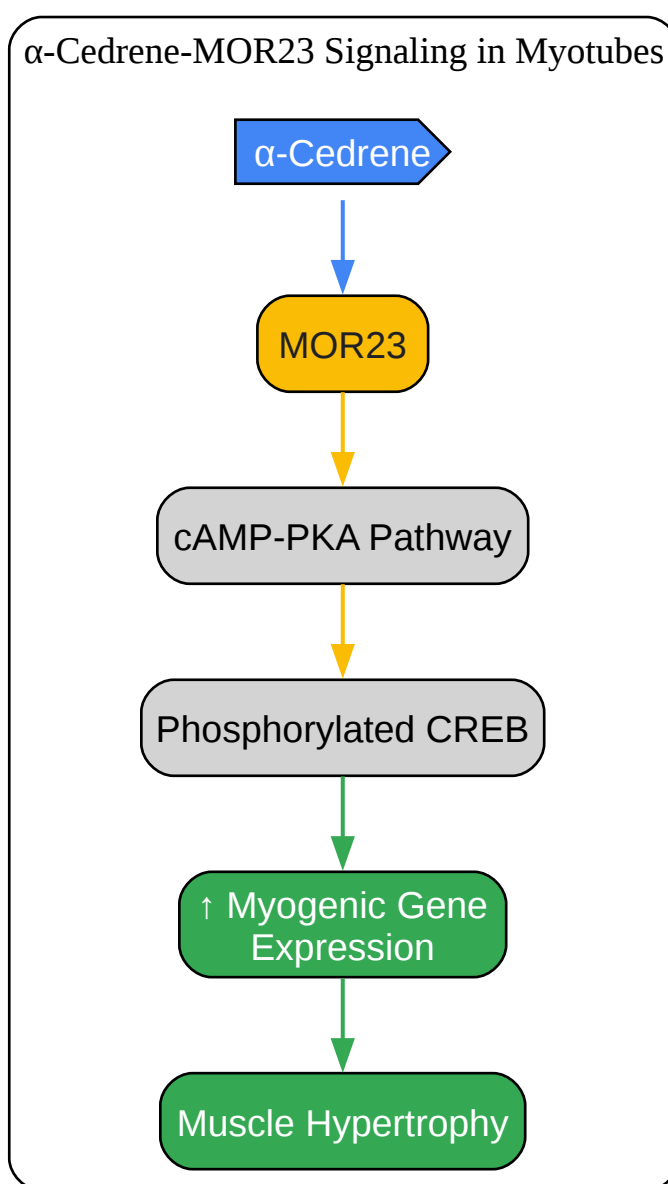 α-Cedrene-MOR23 Signaling in Myotubes
α-Cedrene
MOR23
cAMP-PKA Pathway
Phosphorylated CREB
↑ Myogenic Gene
Expression
Muscle Hypertrophy